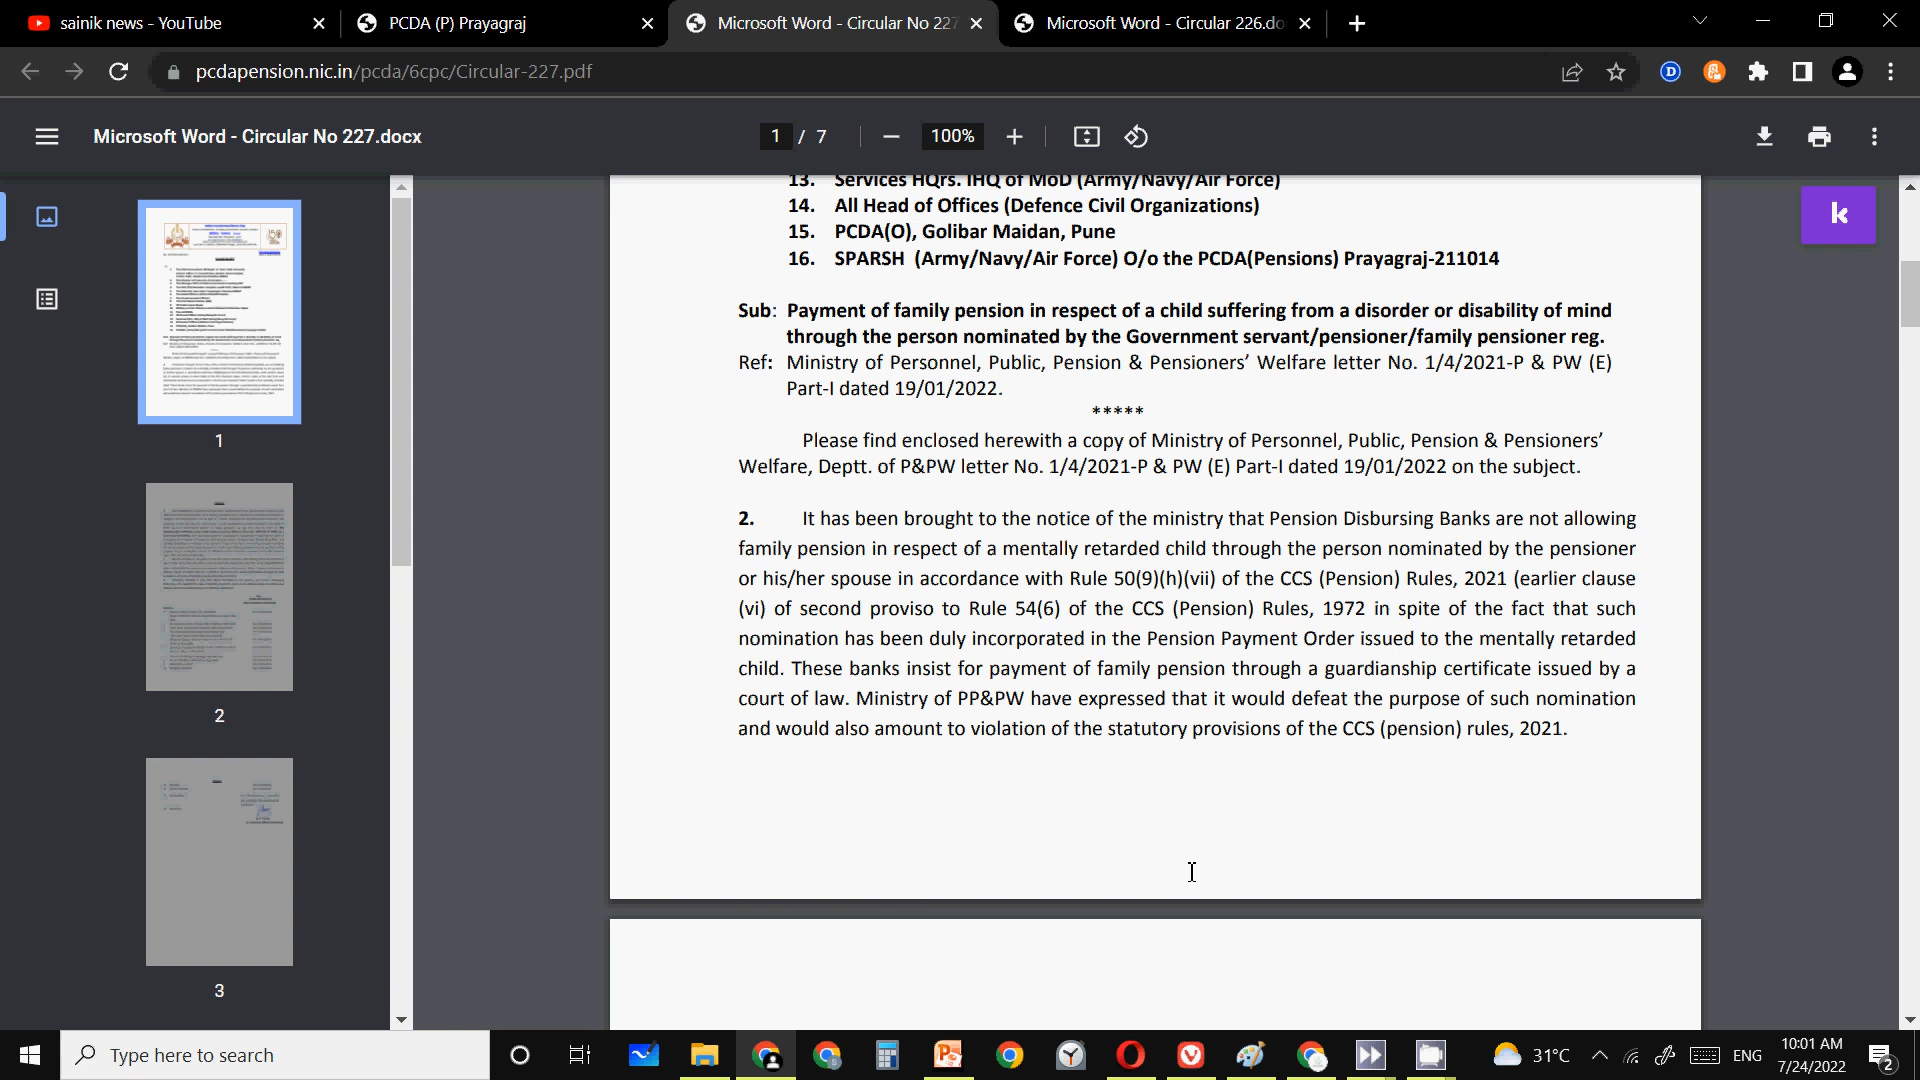 sainik news - YouTube
PCDA (P) Prayagraj
Microsoft Word - Circular No 227
Microsoft Word - Circular 226.do
pcdapension.nic.in/pcda/6cpc/Circular-227.pdf
D
Microsoft Word - Circular No 227.docx
1 / 7
100%
k
13. Services HQrs. IHQ of MoD (Army/Navy/Air Force)
14. All Head of Offices (Defence Civil Organizations)
15. PCDA(O), Golibar Maidan, Pune
16. SPARSH (Army/Navy/Air Force) O/o the PCDA(Pensions) Prayagraj-211014
Sub: Payment of family pension in respect of a child suffering from a disorder or disability of mind
through the person nominated by the Government servant/pensioner/family pensioner reg.
Ref: Ministry of Personnel, Public, Pension & Pensioners’ Welfare letter No. 1/4/2021-P & PW (E)
Part-I dated 19/01/2022.
*****
Please find enclosed herewith a copy of Ministry of Personnel, Public, Pension & Pensioners’
Welfare, Deptt. of P&PW letter No. 1/4/2021-P & PW (E) Part-I dated 19/01/2022 on the subject.
2. It has been brought to the notice of the ministry that Pension Disbursing Banks are not allowing
family pension in respect of a mentally retarded child through the person nominated by the pensioner
or his/her spouse in accordance with Rule 50(9)(h)(vii) of the CCS (Pension) Rules, 2021 (earlier clause
(vi) of second proviso to Rule 54(6) of the CCS (Pension) Rules, 1972 in spite of the fact that such
nomination has been duly incorporated in the Pension Payment Order issued to the mentally retarded
child. These banks insist for payment of family pension through a guardianship certificate issued by a
court of law. Ministry of PP&PW have expressed that it would defeat the purpose of such nomination
and would also amount to violation of the statutory provisions of the CCS (pension) rules, 2021.
1
2
3
Type here to search
31°C
ENG
10:01 AM
7/24/2022
2